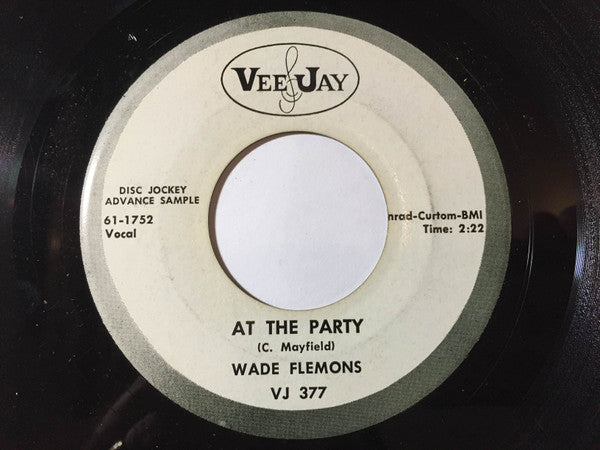 VEE JAY
DISC JOCKEY
ADVANCE SAMPLE
61-1752
Vocal
nrad-Curtom-BMI
Time: 2:22
AT THE PARTY
(C. Mayfield)
WADE FLEMONS
VJ 377